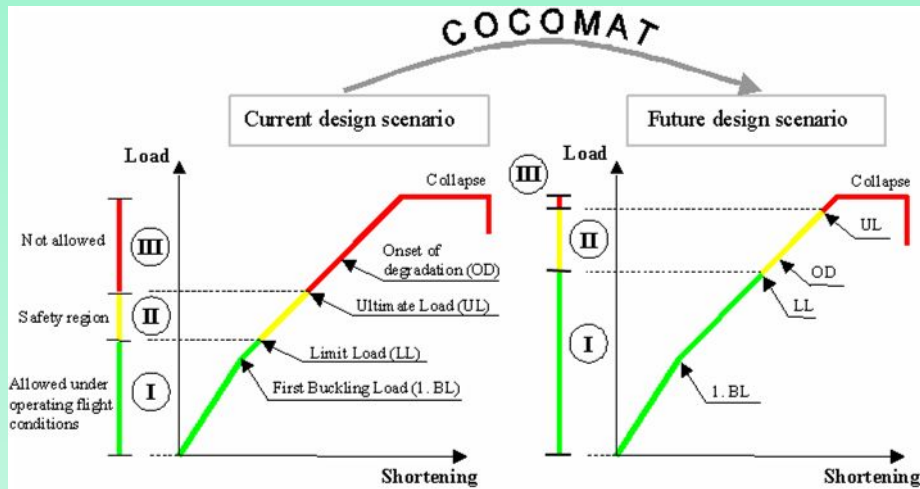 COCOMAT
Current design scenario
Future design scenario
Load
Collapse
Not allowed
III
Onset of
degradation (OD)
Ultimate Load (UL)
Safety region
II
Limit Load (LL)
First Buckling Load (1. BL)
Allowed under
operating flight
conditions
I
Shortening
Load
III
Collapse
UL
II
OD
LL
I
1. BL
Shortening